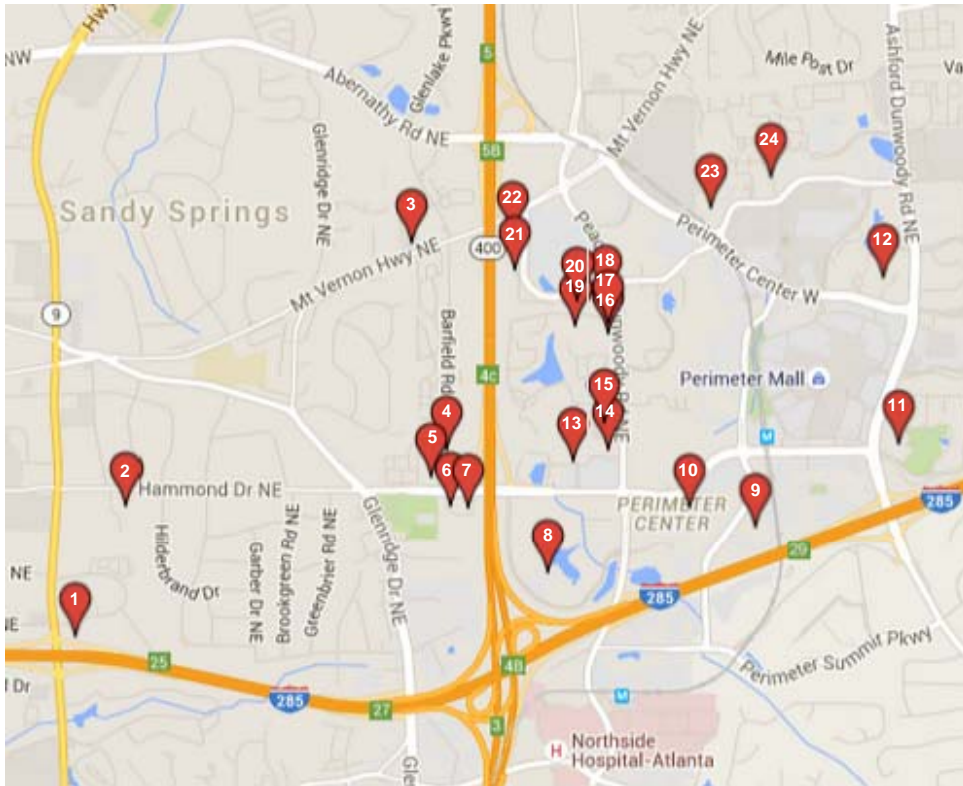 Hwy
NW
5
Glenlake Pkwy
Mt Vernon Hwy NE
Mile Post Dr
Ashford Dunwoody Rd NE
Va
Abernathy Rd NE
5B
24
23
Glenridge Dr NE
Sandy Springs
3
22
21
400
12
Perimeter Center W
20
18
19
17
16
Mt Vernon Hwy NE
9
Barfield Rd
4c
15
Perimeter Mall
4
5
13
14
11
2
6
7
10
9
Hammond Dr NE
PERIMETER
CENTER
285
Glenridge Dr NE
Hilderbrand Dr
Garber Dr NE
Brookgreen Rd NE
Greenbrier Rd NE
8
29
NE
1
285
NE
25
4B
Perimeter Summit Pkwy
f Dr
285
27
3
H
Northside
Hospital-Atlanta
Gle